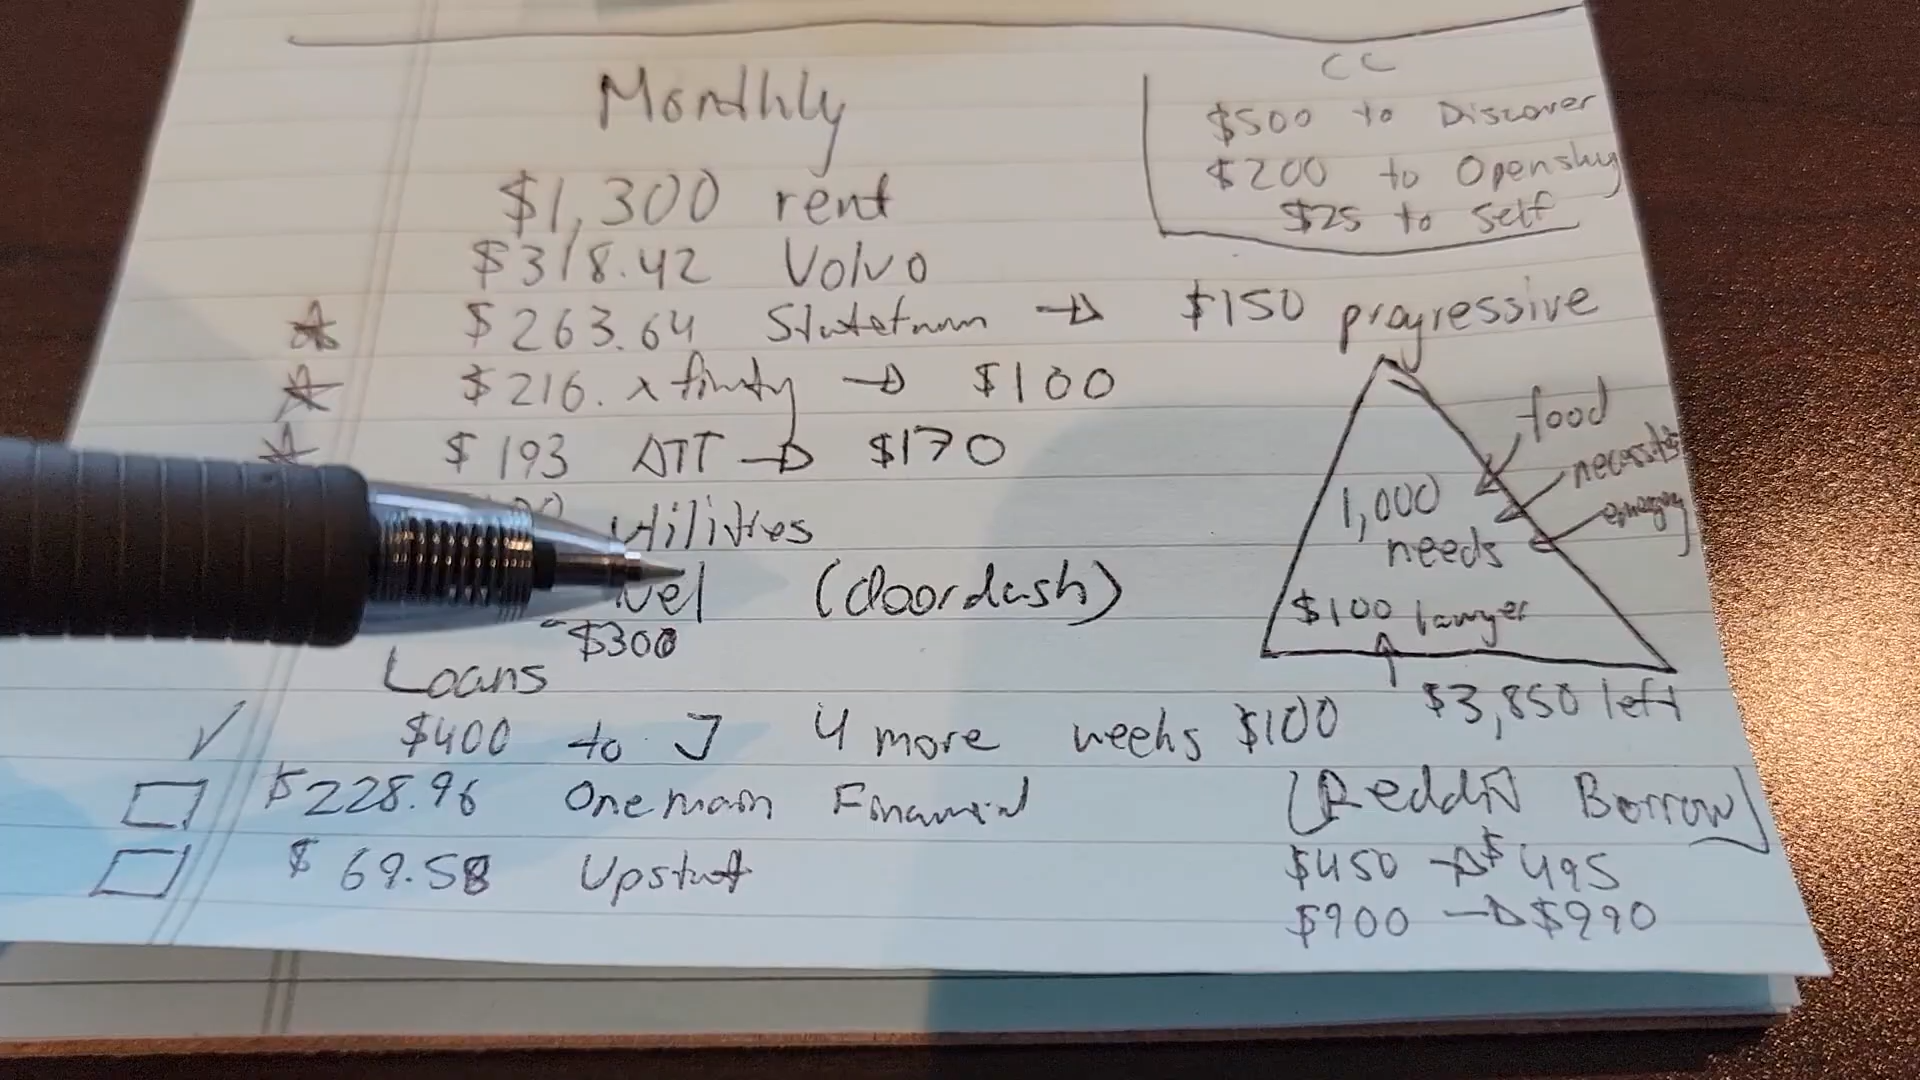 Monthly
$1,300 rent
$318.42 Volvo
$263.64 Statefarm → $150 progressive
$216. xfinity → $100
$193 ATT → $170
utilities
(doordash)
$300
CC
$500 to Discover
$200 to Opensky
$25 to Self
food
1,000
needs
$100 lawyer
$3,850 left
Loans
$400 to J 4 more weeks $100
$228.96 Onemain Financial
$69.58 Upstart
[Reddit Borrow]
$450 → $495
$900 → $990